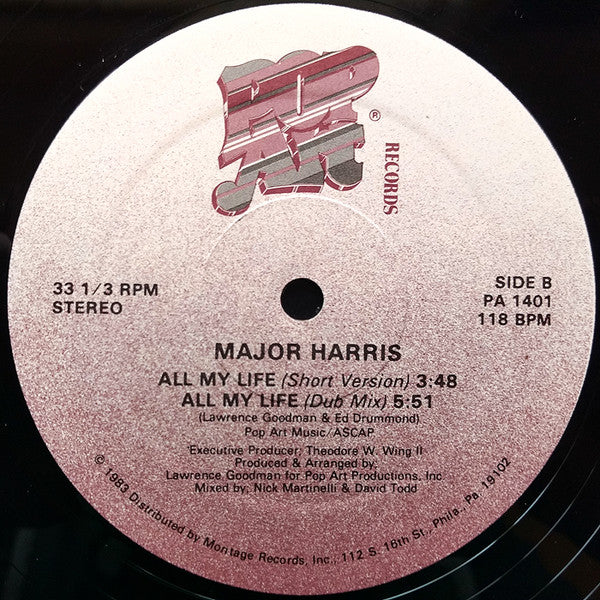 POP
ART
®
RECORDS
33 1/3 RPM
STEREO
SIDE B
PA 1401
118 BPM
MAJOR HARRIS
ALL MY LIFE (Short Version) 3:48
ALL MY LIFE (Dub Mix) 5:51
(Lawrence Goodman & Ed Drummond)
Pop Art Music/ASCAP
Executive Producer: Theodore W. Wing II
Produced & Arranged by:
Lawrence Goodman for Pop Art Productions, Inc
Mixed by: Nick Martinelli & David Todd
© 1983 Distributed by Montage Records, Inc., 112 S. 16th St., Phila., Pa. 19102